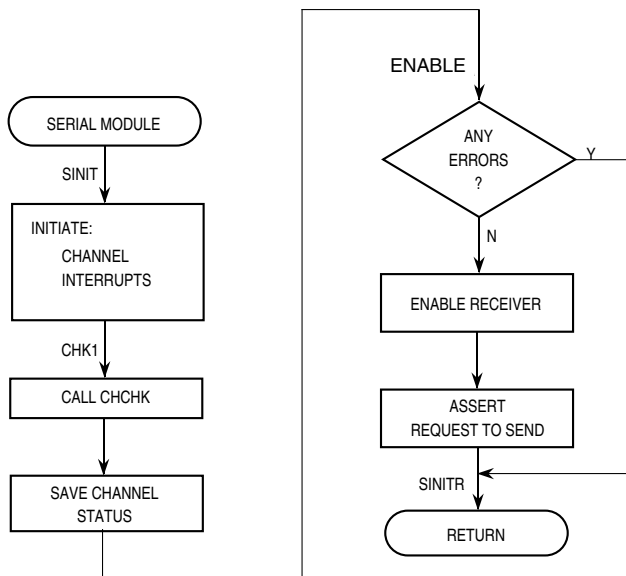 SERIAL MODULE
SINIT
INITIATE:
CHANNEL
INTERRUPTS
CHK1
CALL CHCHK
SAVE CHANNEL
STATUS
ENABLE
ANY
ERRORS
?
Y
N
ENABLE RECEIVER
ASSERT
REQUEST TO SEND
SINITR
RETURN